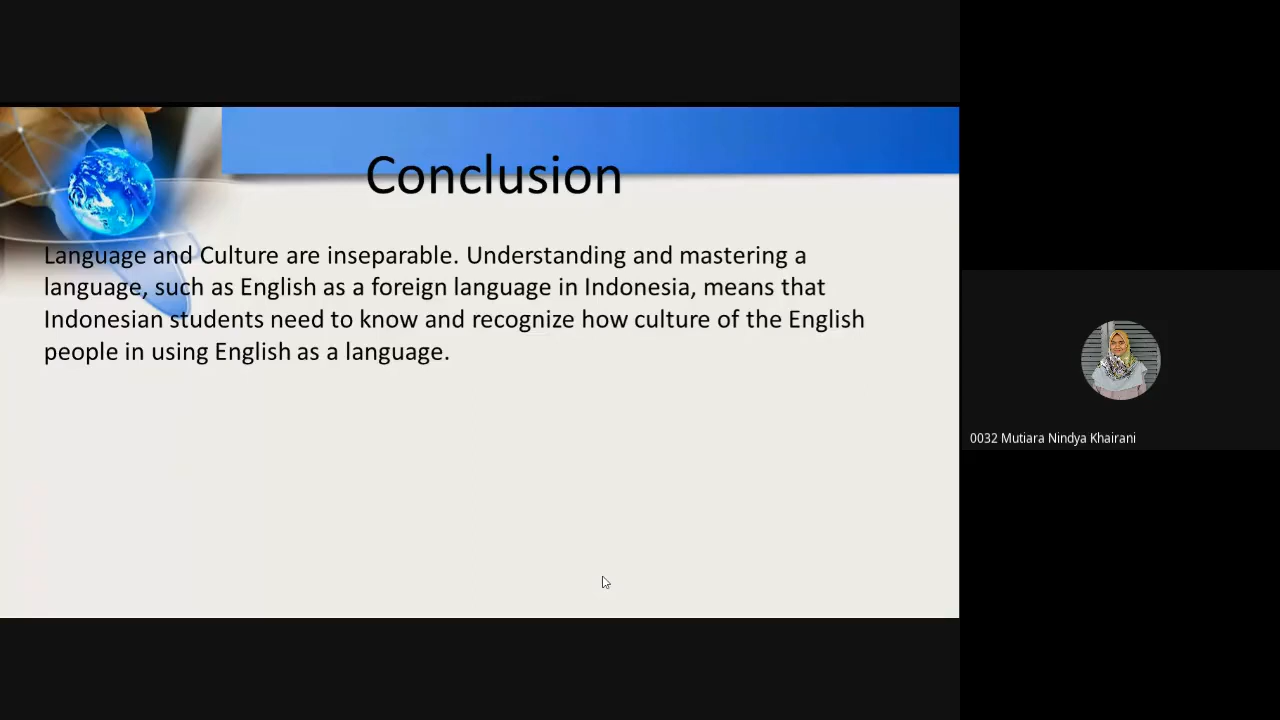 Conclusion
Language and Culture are inseparable. Understanding and mastering a
language, such as English as a foreign language in Indonesia, means that
Indonesian students need to know and recognize how culture of the English
people in using English as a language.
0032 Mutiara Nindya Khairani